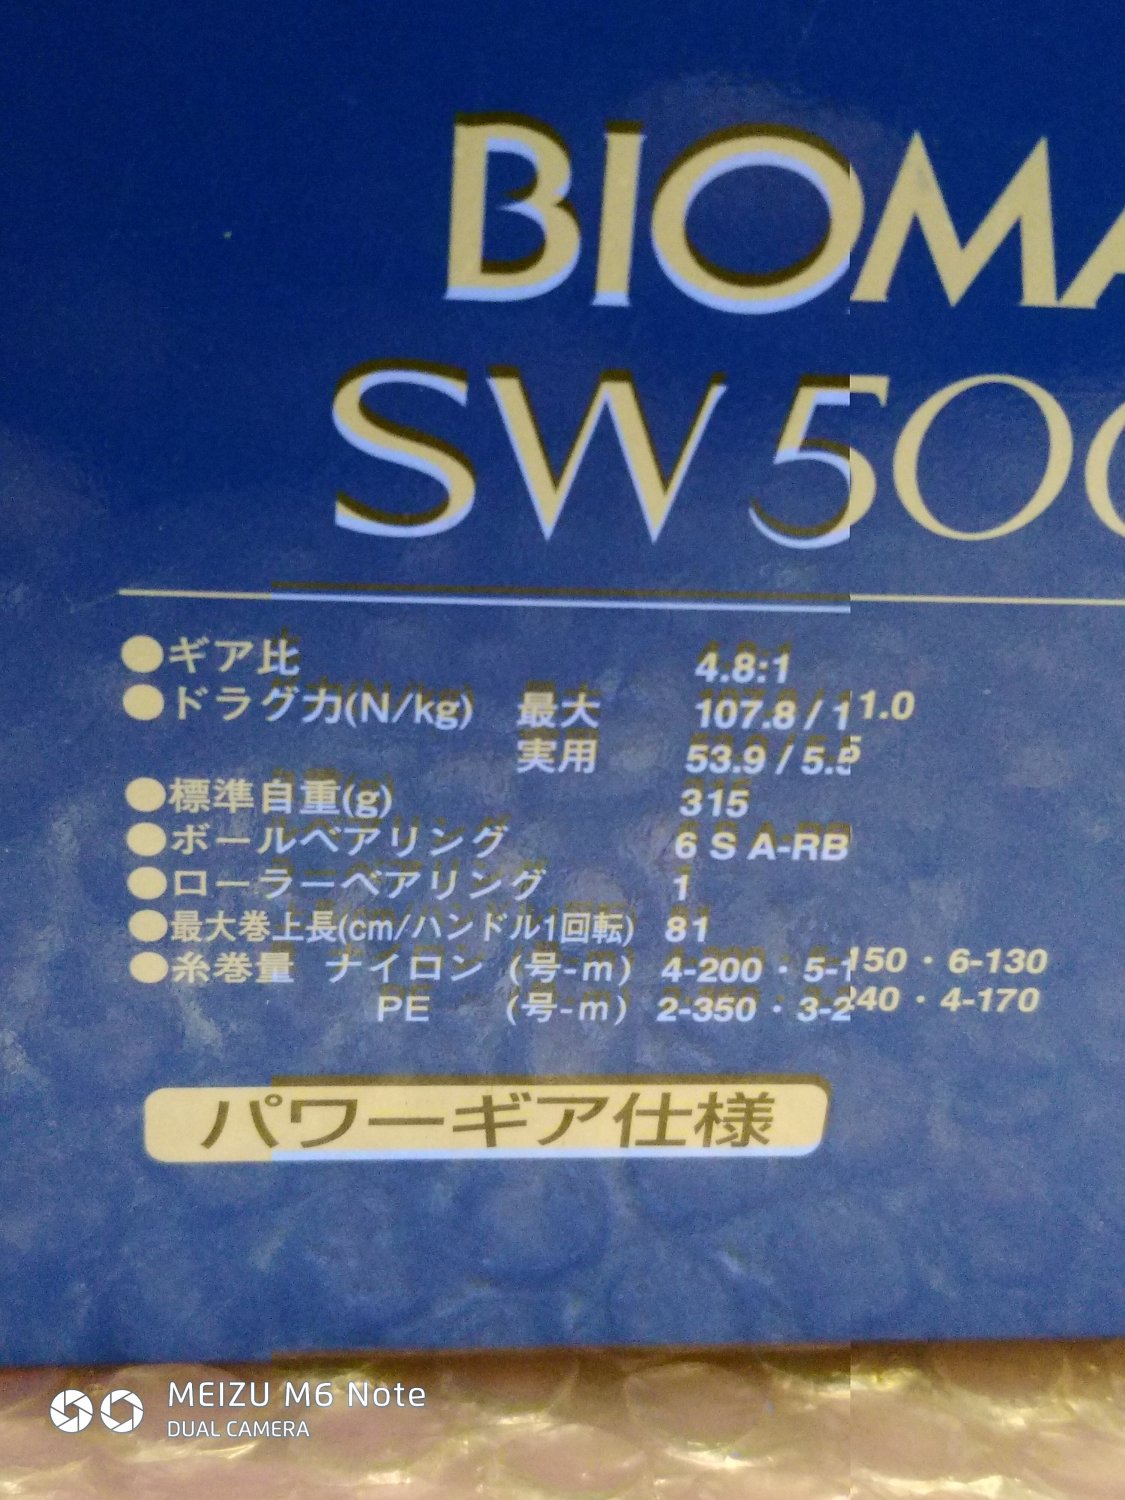 BIOMA
SW 500
●ギア比 4.8:1
●ドラグ力(N/kg) 最大 107.8 / 11.0
実用 53.9 / 5.5
●標準自重(g) 315
●ボールベアリング 6 S A-RB
●ローラーベアリング 1
●最大巻上長(cm/ハンドル1回転) 81
●糸巻量 ナイロン (号-m) 4-200・5-150・6-130
PE (号-m) 2-350・3-240・4-170
パワーギア仕様
MEIZU M6 Note
DUAL CAMERA